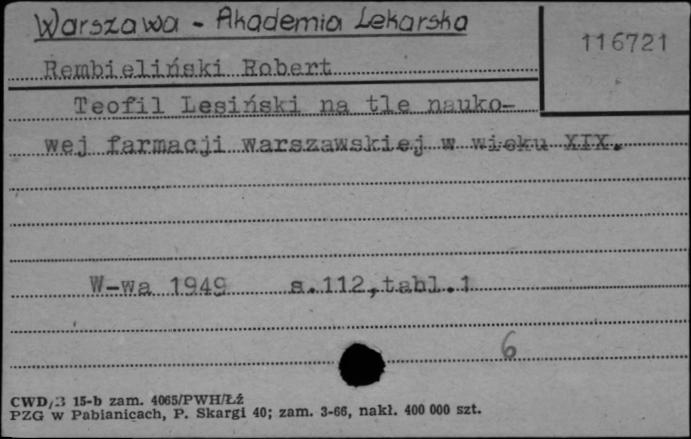 Warszawa - Akademia Lekarska
116721
Rembieliński Robert
Teofil Lesiński na tle nauko-
wej farmacji warszawskiej w wieku XIX.
W-wa 1949 s.112,tabl.1
6
CWD/3 15-b zam. 4065/PWH/Łź
PZG w Pabianicach, P. Skargi 40; zam. 3-66, nakł. 400 000 szt.